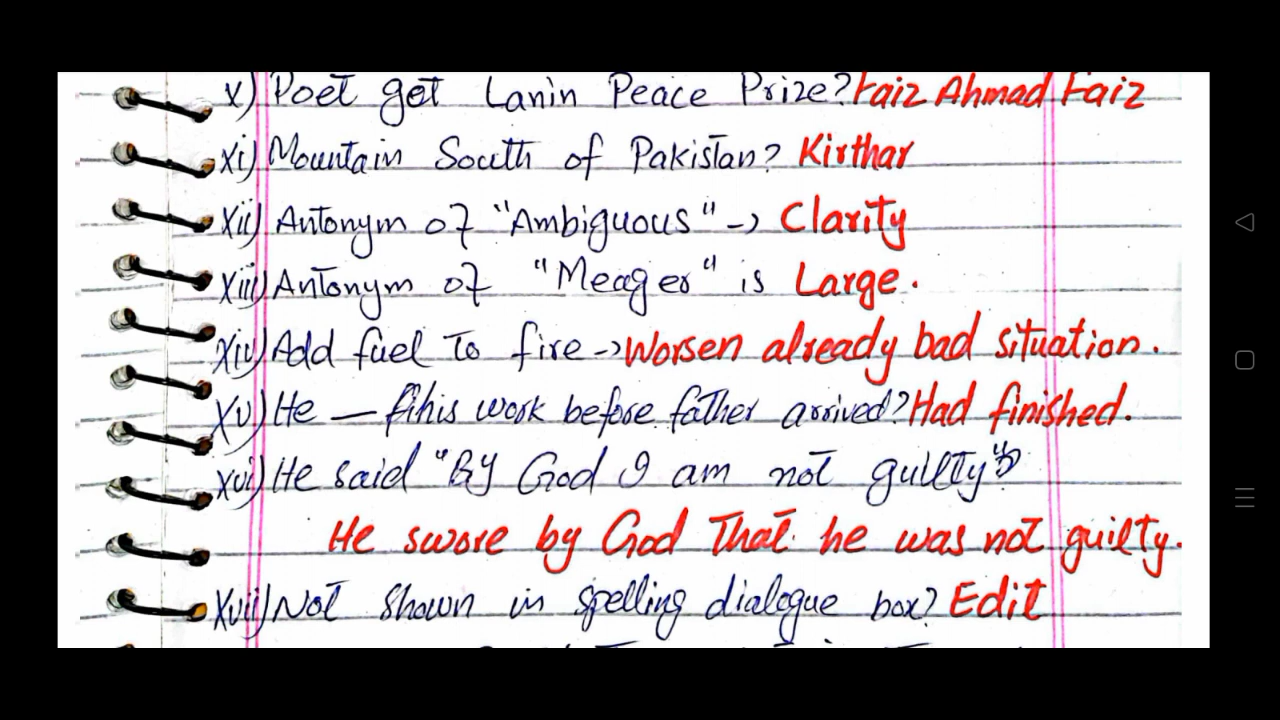 x) Poet get Lanin Peace Prize? Faiz Ahmad Faiz
xi) Mountain South of Pakistan? Kirthar
xii) Antonym of "Ambiguous" -> Clarity
xiii) Antonym of "Meager" is Large.
xiv) Add fuel to fire -> Worsen already bad situation.
xv) He — his work before father arrived? Had finished.
xvi) He said "By God I am not guilty"?
He swore by God That he was not guilty.
xvii) Not shown in spelling dialogue box? Edit